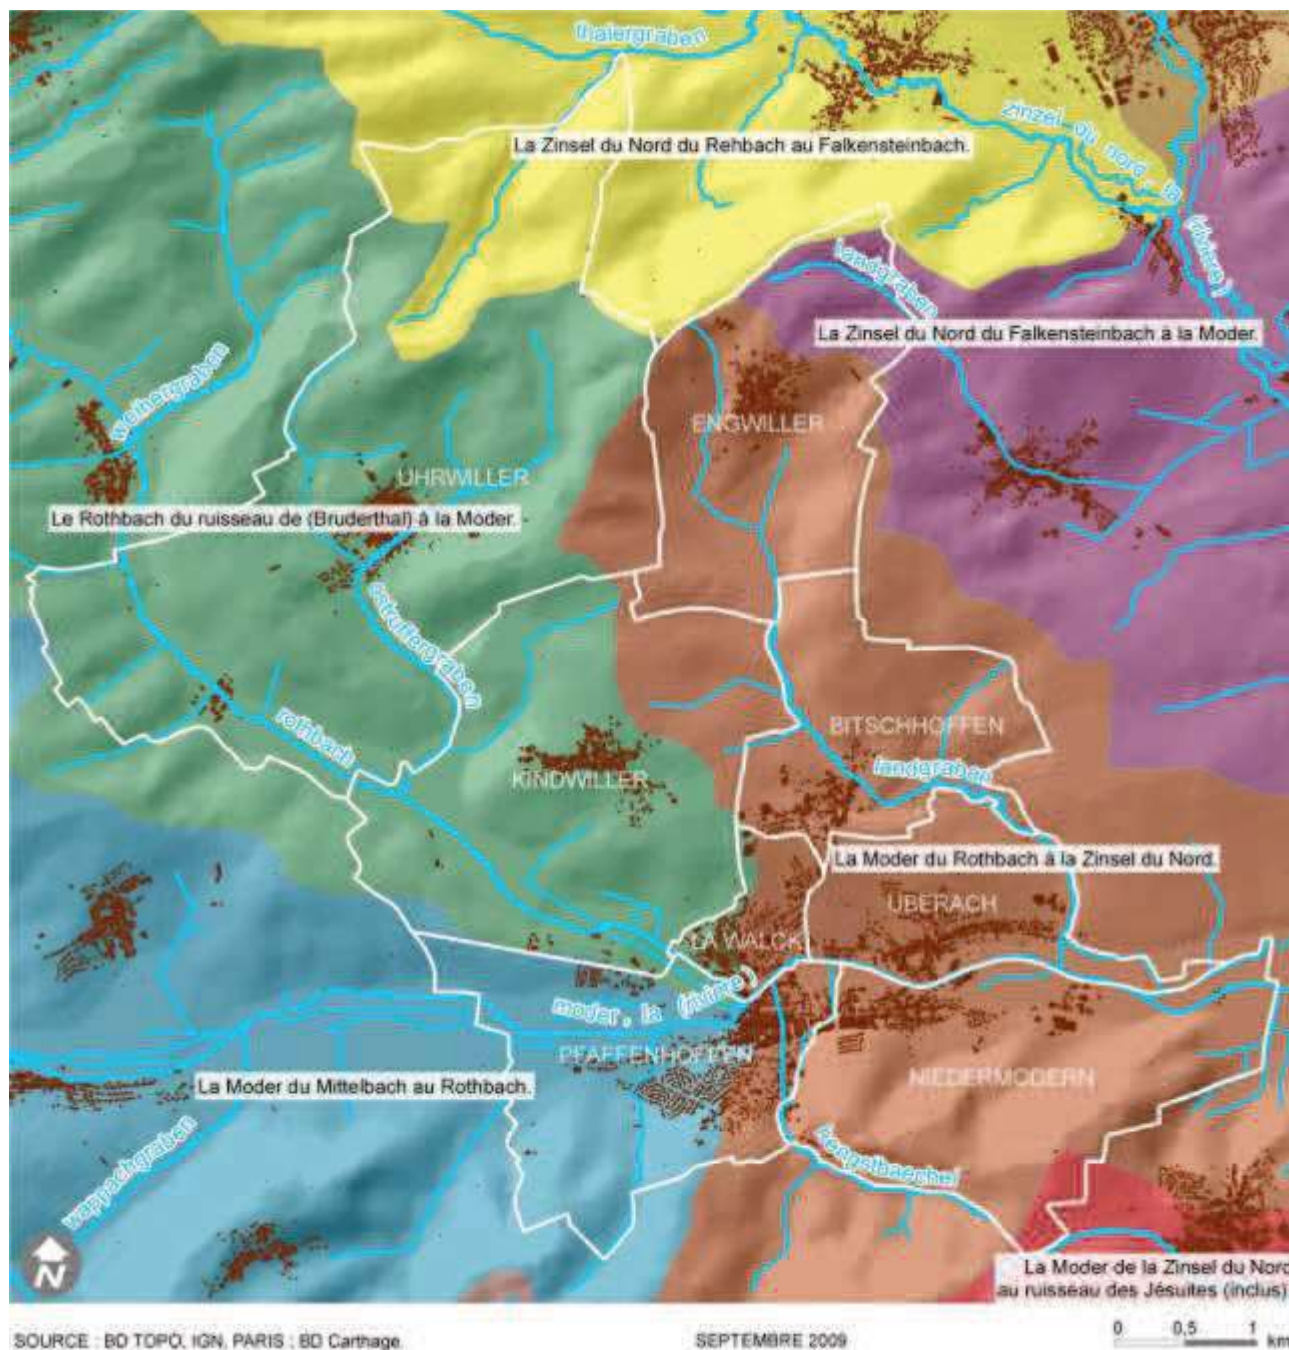 thalergraben
La Zinsel du Nord du Rehbach au Falkensteinbach.
zinzel du nord, la (rivière)
landgraben
La Zinsel du Nord du Falkensteinbach à la Moder.
weihergraben
ENGWILLER
UHRWILLER
Le Rothbach du ruisseau de (Bruderthal) à la Moder.
rothbach
BITSCHHOFFEN
KINDWILLER
landgraben
La Moder du Rothbach à la Zinsel du Nord.
UBERACH
LA WALCK
moder, la (rivière)
PFAFFENHOFFEN
NIEDERMODERN
La Moder du Mittelbach au Rothbach.
wappachgraben
N
La Moder de la Zinsel du Nord
au ruisseau des Jésuites (inclus)
SOURCE : BD TOPO, IGN, PARIS ; BD Carthage.
SEPTEMBRE 2009
0 0,5 1 km